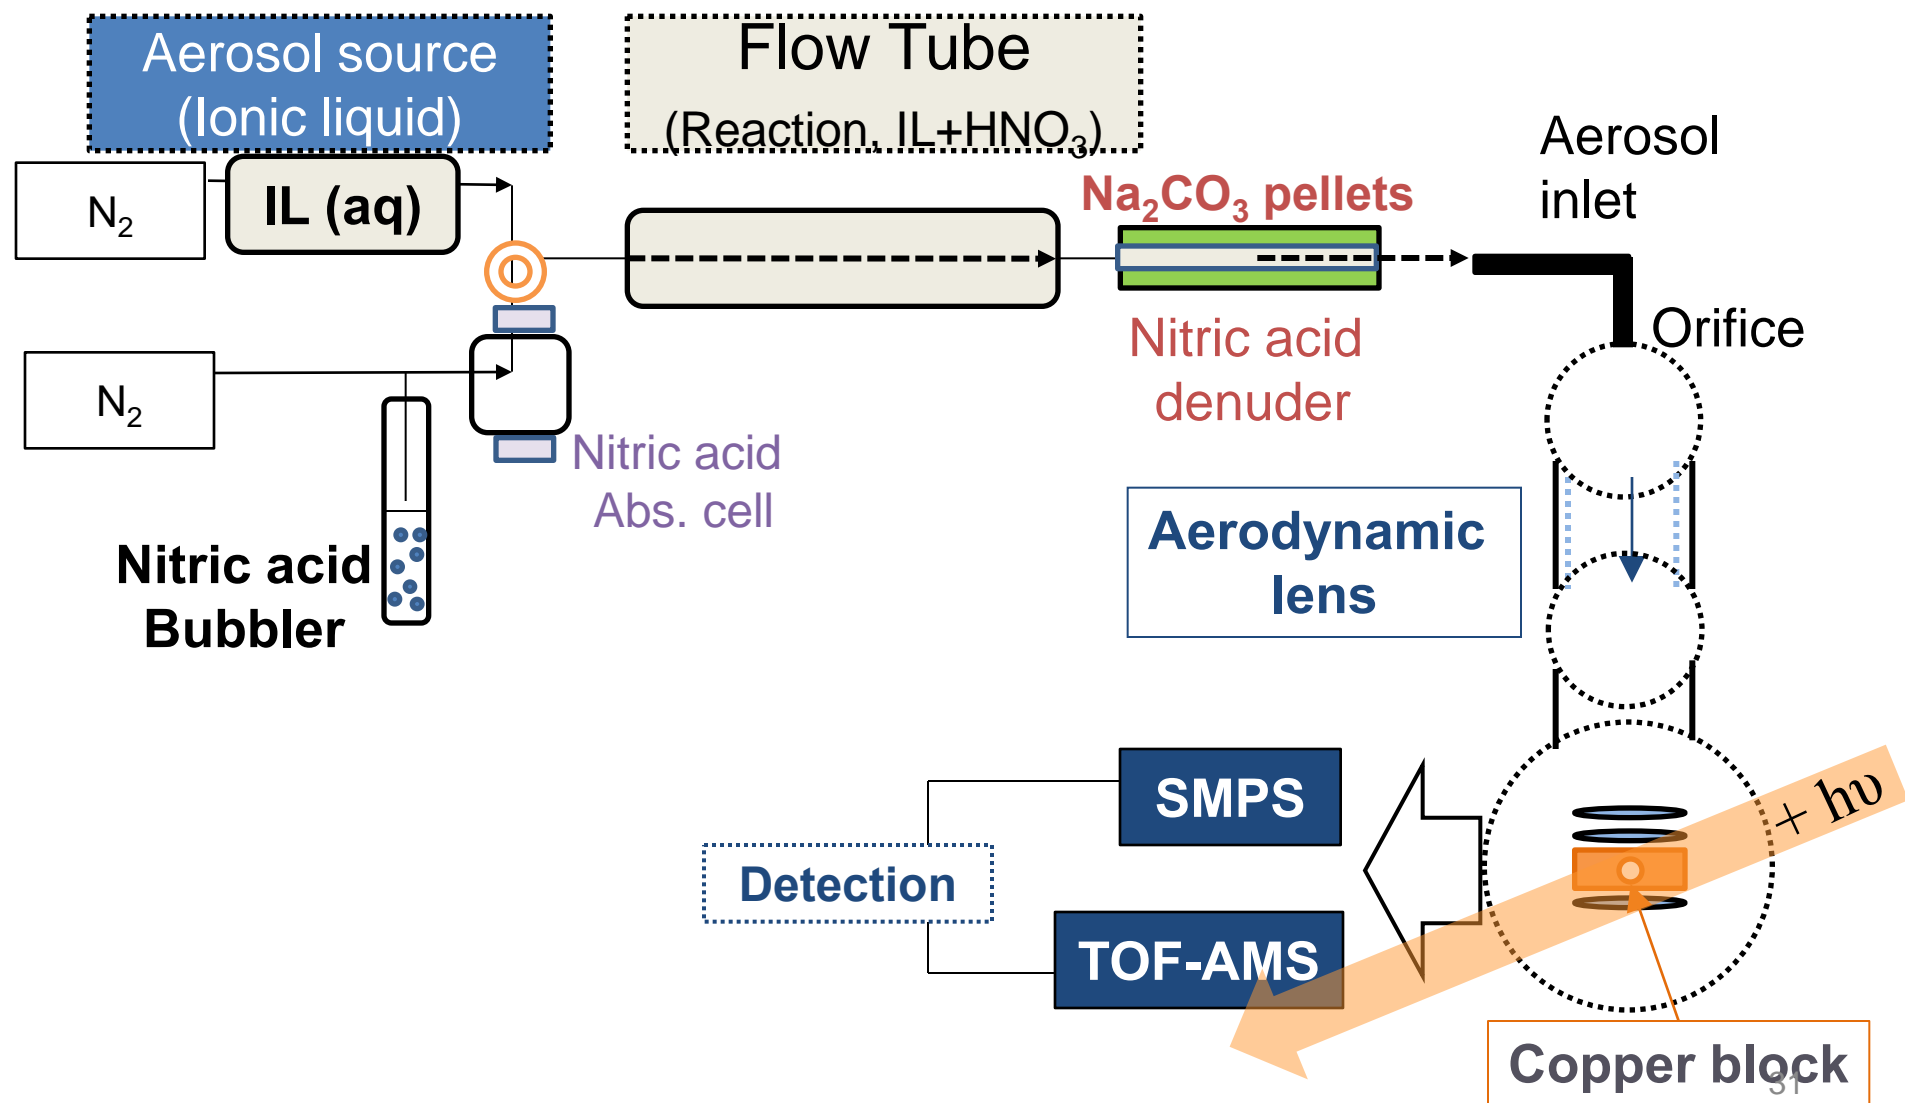 Aerosol source
(Ionic liquid)
Flow Tube
(Reaction, IL+HNO₃)
Aerosol
inlet
N₂
IL (aq)
Na₂CO₃ pellets
Orifice
Nitric acid
denuder
N₂
Nitric acid
Abs. cell
Nitric acid
Bubbler
Aerodynamic
lens
SMPS
+ hυ
Detection
TOF-AMS
Copper block
31